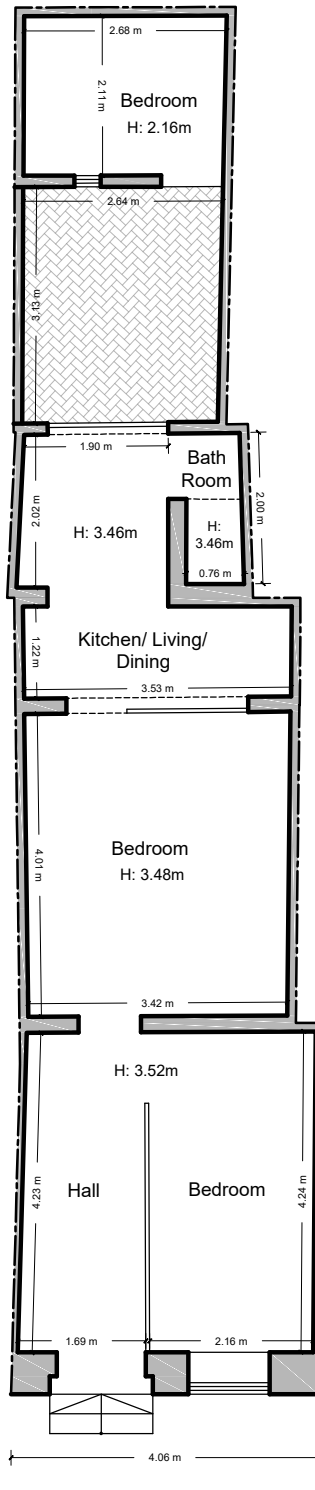 2.68 m
2.11 m
Bedroom
H: 2.16m
2.64 m
3.13 m
1.90 m
Bath
Room
2.02 m
H: 3.46m
H:
3.46m
2.00 m
0.76 m
1.22 m
Kitchen/ Living/
Dining
3.53 m
Bedroom
H: 3.48m
4.01 m
3.42 m
H: 3.52m
4.23 m
Hall
Bedroom
4.24 m
1.69 m
2.16 m
4.06 m